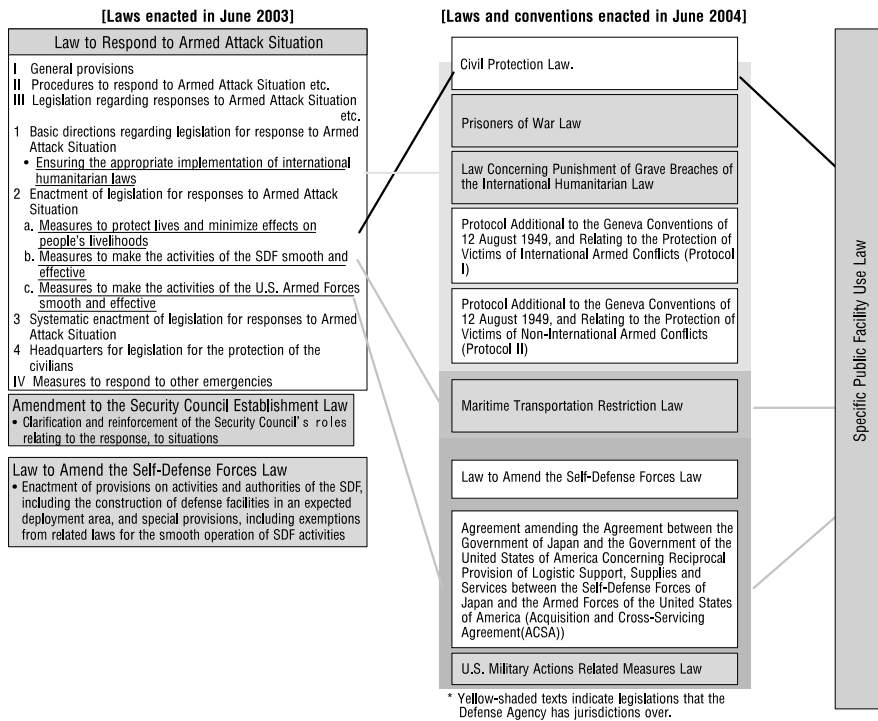 [Laws enacted in June 2003]
Law to Respond to Armed Attack Situation
I General provisions
II Procedures to respond to Armed Attack Situation etc.
III Legislation regarding responses to Armed Attack Situation
etc.
1 Basic directions regarding legislation for response to Armed
Attack Situation
• Ensuring the appropriate implementation of international
humanitarian laws
2 Enactment of legislation for responses to Armed Attack
Situation
a. Measures to protect lives and minimize effects on
people's livelihoods
b. Measures to make the activities of the SDF smooth and
effective
c. Measures to make the activities of the U.S. Armed Forces
smooth and effective
3 Systematic enactment of legislation for responses to Armed
Attack Situation
4 Headquarters for legislation for the protection of the
civilians
IV Measures to respond to other emergencies
Amendment to the Security Council Establishment Law
• Clarification and reinforcement of the Security Council's roles
relating to the response, to situations
Law to Amend the Self-Defense Forces Law
• Enactment of provisions on activities and authorities of the SDF,
including the construction of defense facilities in an expected
deployment area, and special provisions, including exemptions
from related laws for the smooth operation of SDF activities
[Laws and conventions enacted in June 2004]
Civil Protection Law.
Prisoners of War Law
Law Concerning Punishment of Grave Breaches of
the International Humanitarian Law
Protocol Additional to the Geneva Conventions of
12 August 1949, and Relating to the Protection of
Victims of International Armed Conflicts (Protocol
I)
Protocol Additional to the Geneva Conventions of
12 August 1949, and Relating to the Protection of
Victims of Non-International Armed Conflicts
(Protocol II)
Maritime Transportation Restriction Law
Law to Amend the Self-Defense Forces Law
Agreement amending the Agreement between the
Government of Japan and the Government of the
United States of America Concerning Reciprocal
Provision of Logistic Support, Supplies and
Services between the Self-Defense Forces of
Japan and the Armed Forces of the United States
of America (Acquisition and Cross-Servicing
Agreement(ACSA))
U.S. Military Actions Related Measures Law
* Yellow-shaded texts indicate legislations that the
Defense Agency has jurisdictions over.
Specific Public Facility Use Law